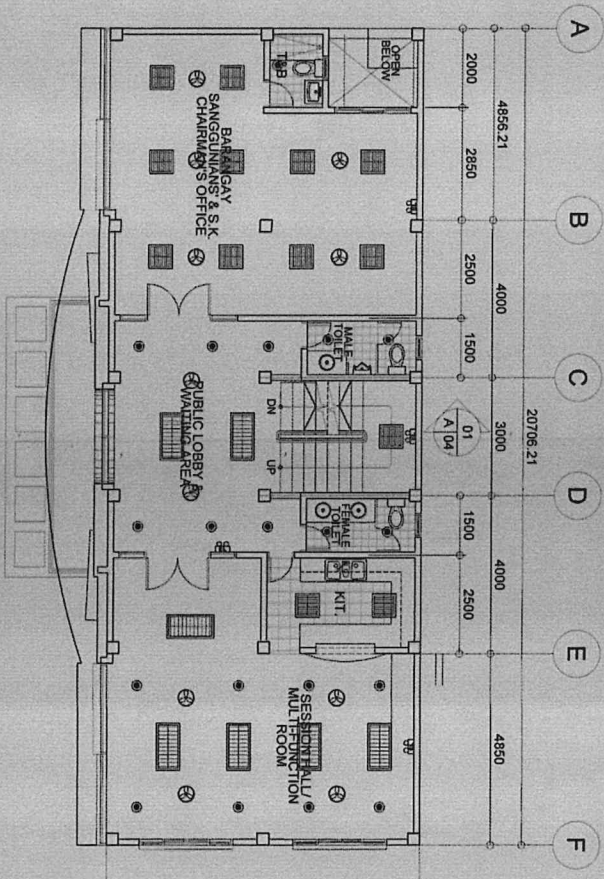 A
B
C
D
E
F
20706.21
4856.21
4000
3000
4000
4850
2000
2850
2500
1500
1500
2500
01
A 04
OPEN
BELOW
T&B
BARANGAY
SANGGUNIANS' & S.K.
CHAIRMAN'S OFFICE
MALE
TOILET
DN
UP
FEMALE
TOILET
PUBLIC LOBBY &
WAITING AREA
KIT.
SESSION HALL/
MULTI-FUNCTION
ROOM